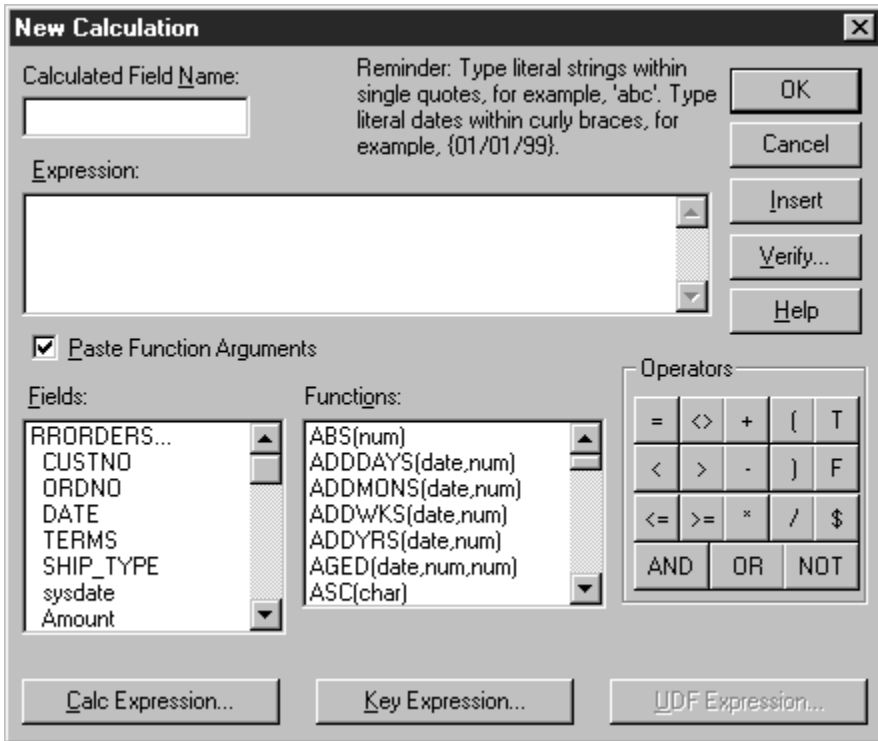 New Calculation
Calculated Field Name:
Reminder: Type literal strings within
single quotes, for example, 'abc'. Type
literal dates within curly braces, for
example, {01/01/99}.
OK
Cancel
Expression:
Insert
Verify...
Help
Paste Function Arguments
Fields:
RRORDERS...
CUSTNO
ORDNO
DATE
TERMS
SHIP_TYPE
sysdate
Amount
Functions:
ABS(num)
ADDDAYS(date,num)
ADDMONS(date,num)
ADDWKS(date,num)
ADDYRS(date,num)
AGED(date,num,num)
ASC(char)
Operators
= <> + ( T
< > - ) F
<= >= * / $
AND OR NOT
Calc Expression...
Key Expression...
UDF Expression...